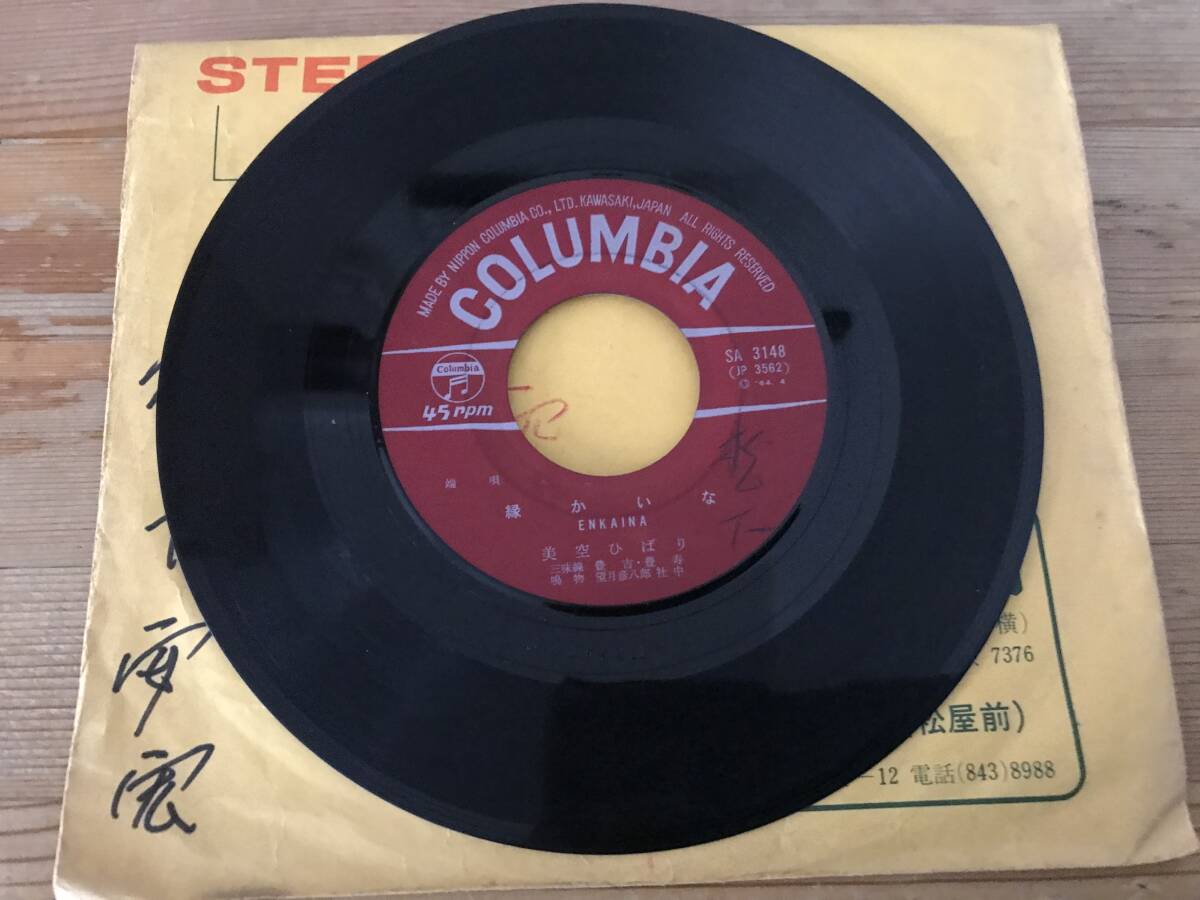 MADE BY NIPPON COLUMBIA CO., LTD. KAWASAKI, JAPAN ALL RIGHTS RESERVED
COLUMBIA
SA 3148
(JP 3562)
Columbia
45 rpm
端唄
縁かいな
ENKAINA
美空ひばり
三味線 豊吉・豊寿
鳴物 望月彦八郎社中
松下
横)
7376
松屋前)
-12 電話(843)8988